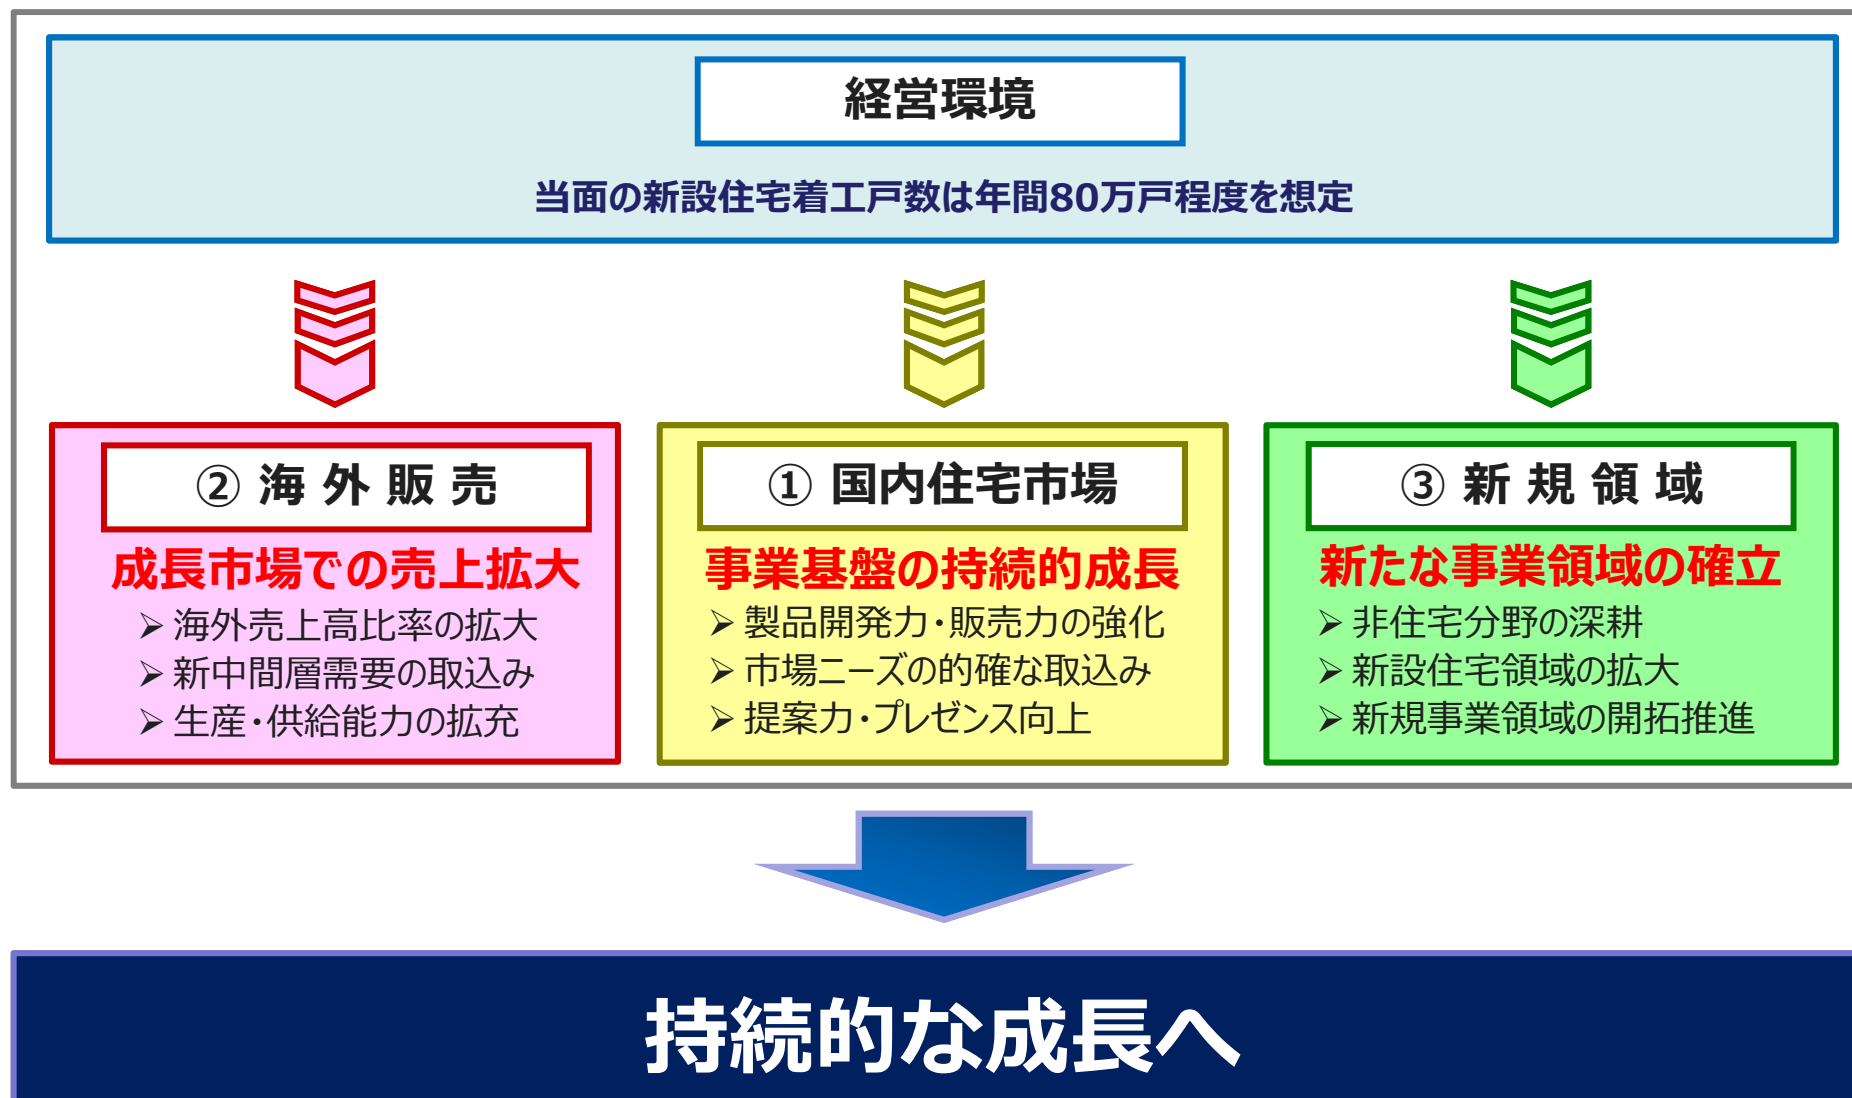 経営環境
当面の新設住宅着工戸数は年間80万戸程度を想定
② 海 外 販 売
成長市場での売上拡大
➢ 海外売上高比率の拡大
➢ 新中間層需要の取込み
➢ 生産・供給能力の拡充
① 国内住宅市場
事業基盤の持続的成長
➢ 製品開発力・販売力の強化
➢ 市場ニーズの的確な取込み
➢ 提案力・プレゼンス向上
③ 新 規 領 域
新たな事業領域の確立
➢ 非住宅分野の深耕
➢ 新設住宅領域の拡大
➢ 新規事業領域の開拓推進
持続的な成長へ